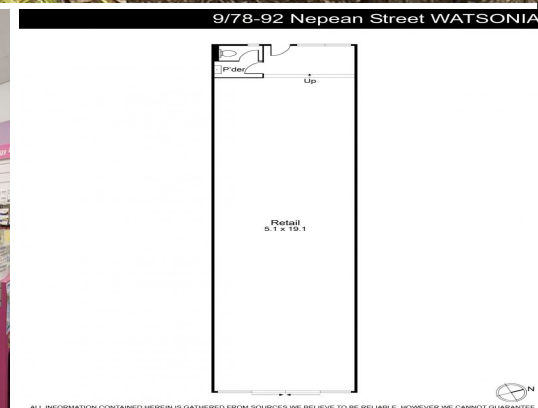 9/78-92 Nepean Street WATSONIA
P'der
Up
Retail
5.1 x 19.1
N
ALL INFORMATION CONTAINED HEREIN IS GATHERED FROM SOURCES WE BELIEVE TO BE RELIABLE. HOWEVER WE CANNOT GUARANTEE